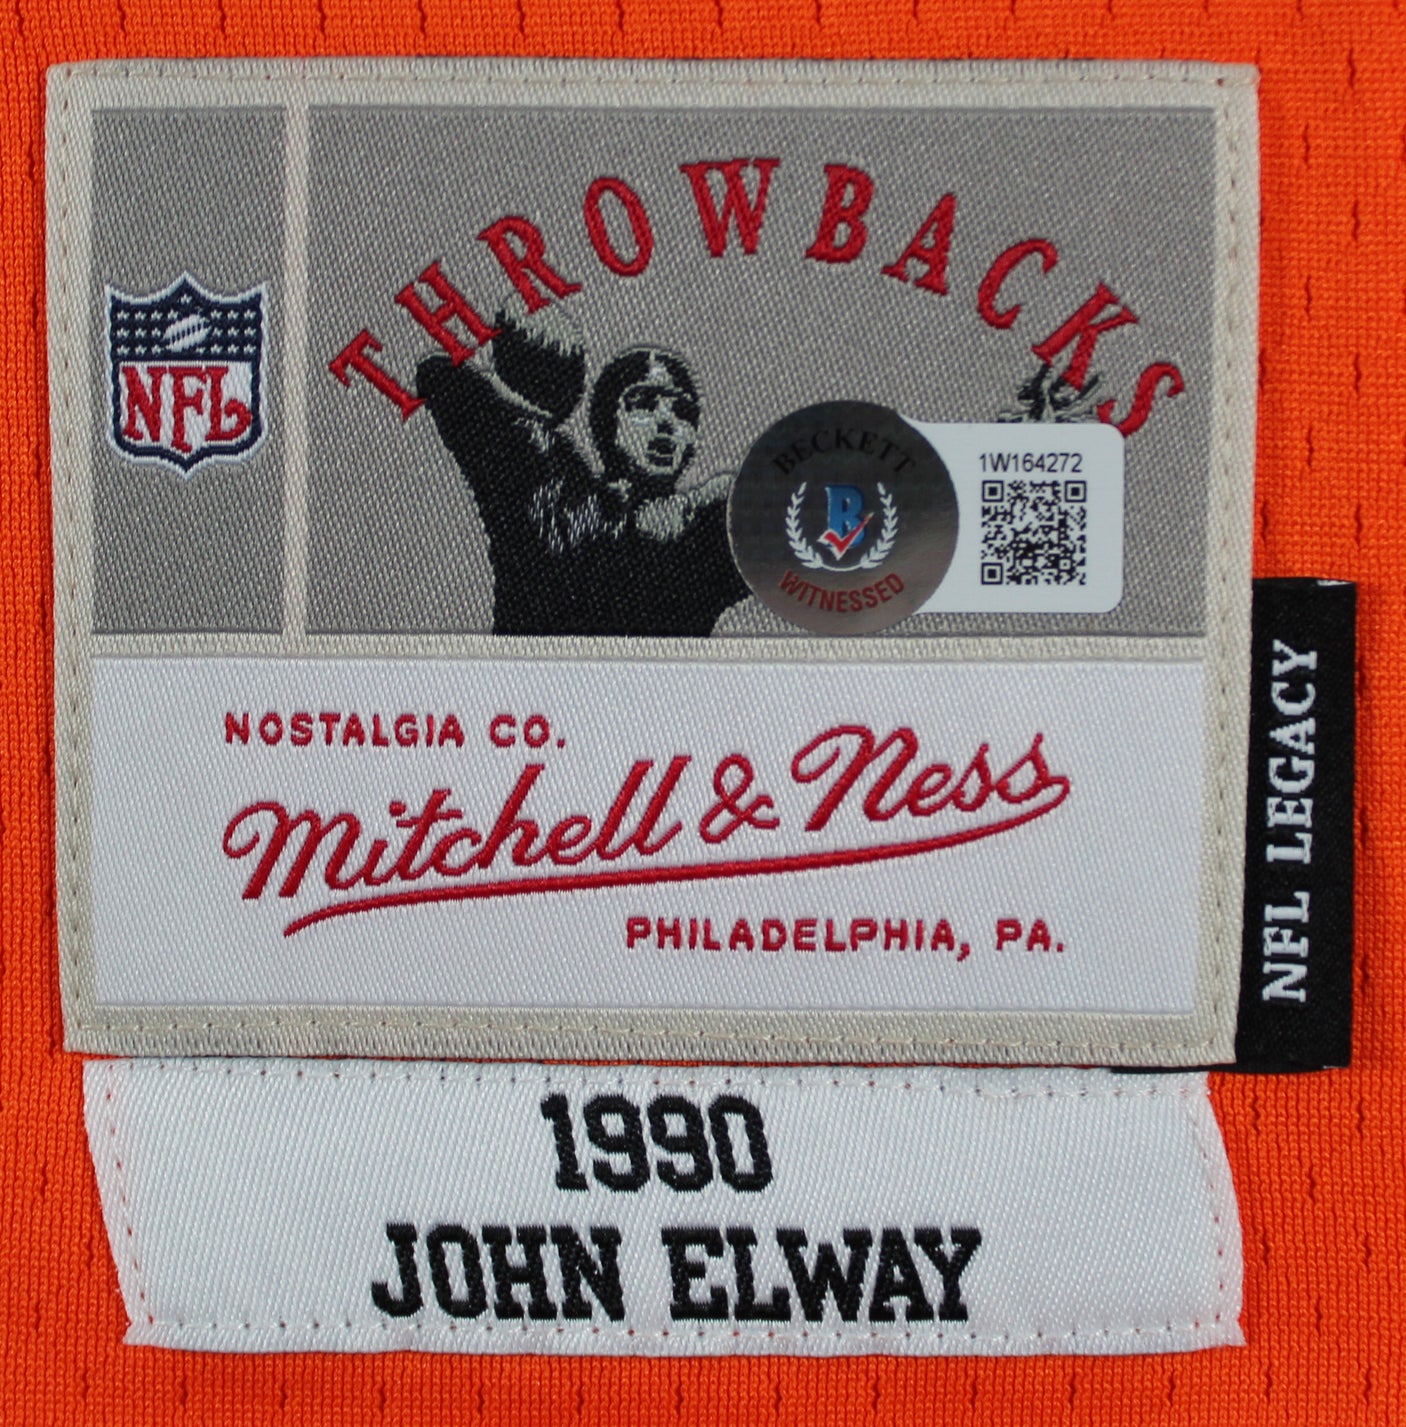 THROWBACKS
NFL
BECKETT
B
WITNESSED
1W164272
NOSTALGIA CO.
Mitchell & Ness
PHILADELPHIA, PA.
NFL LEGACY
1990
JOHN ELWAY